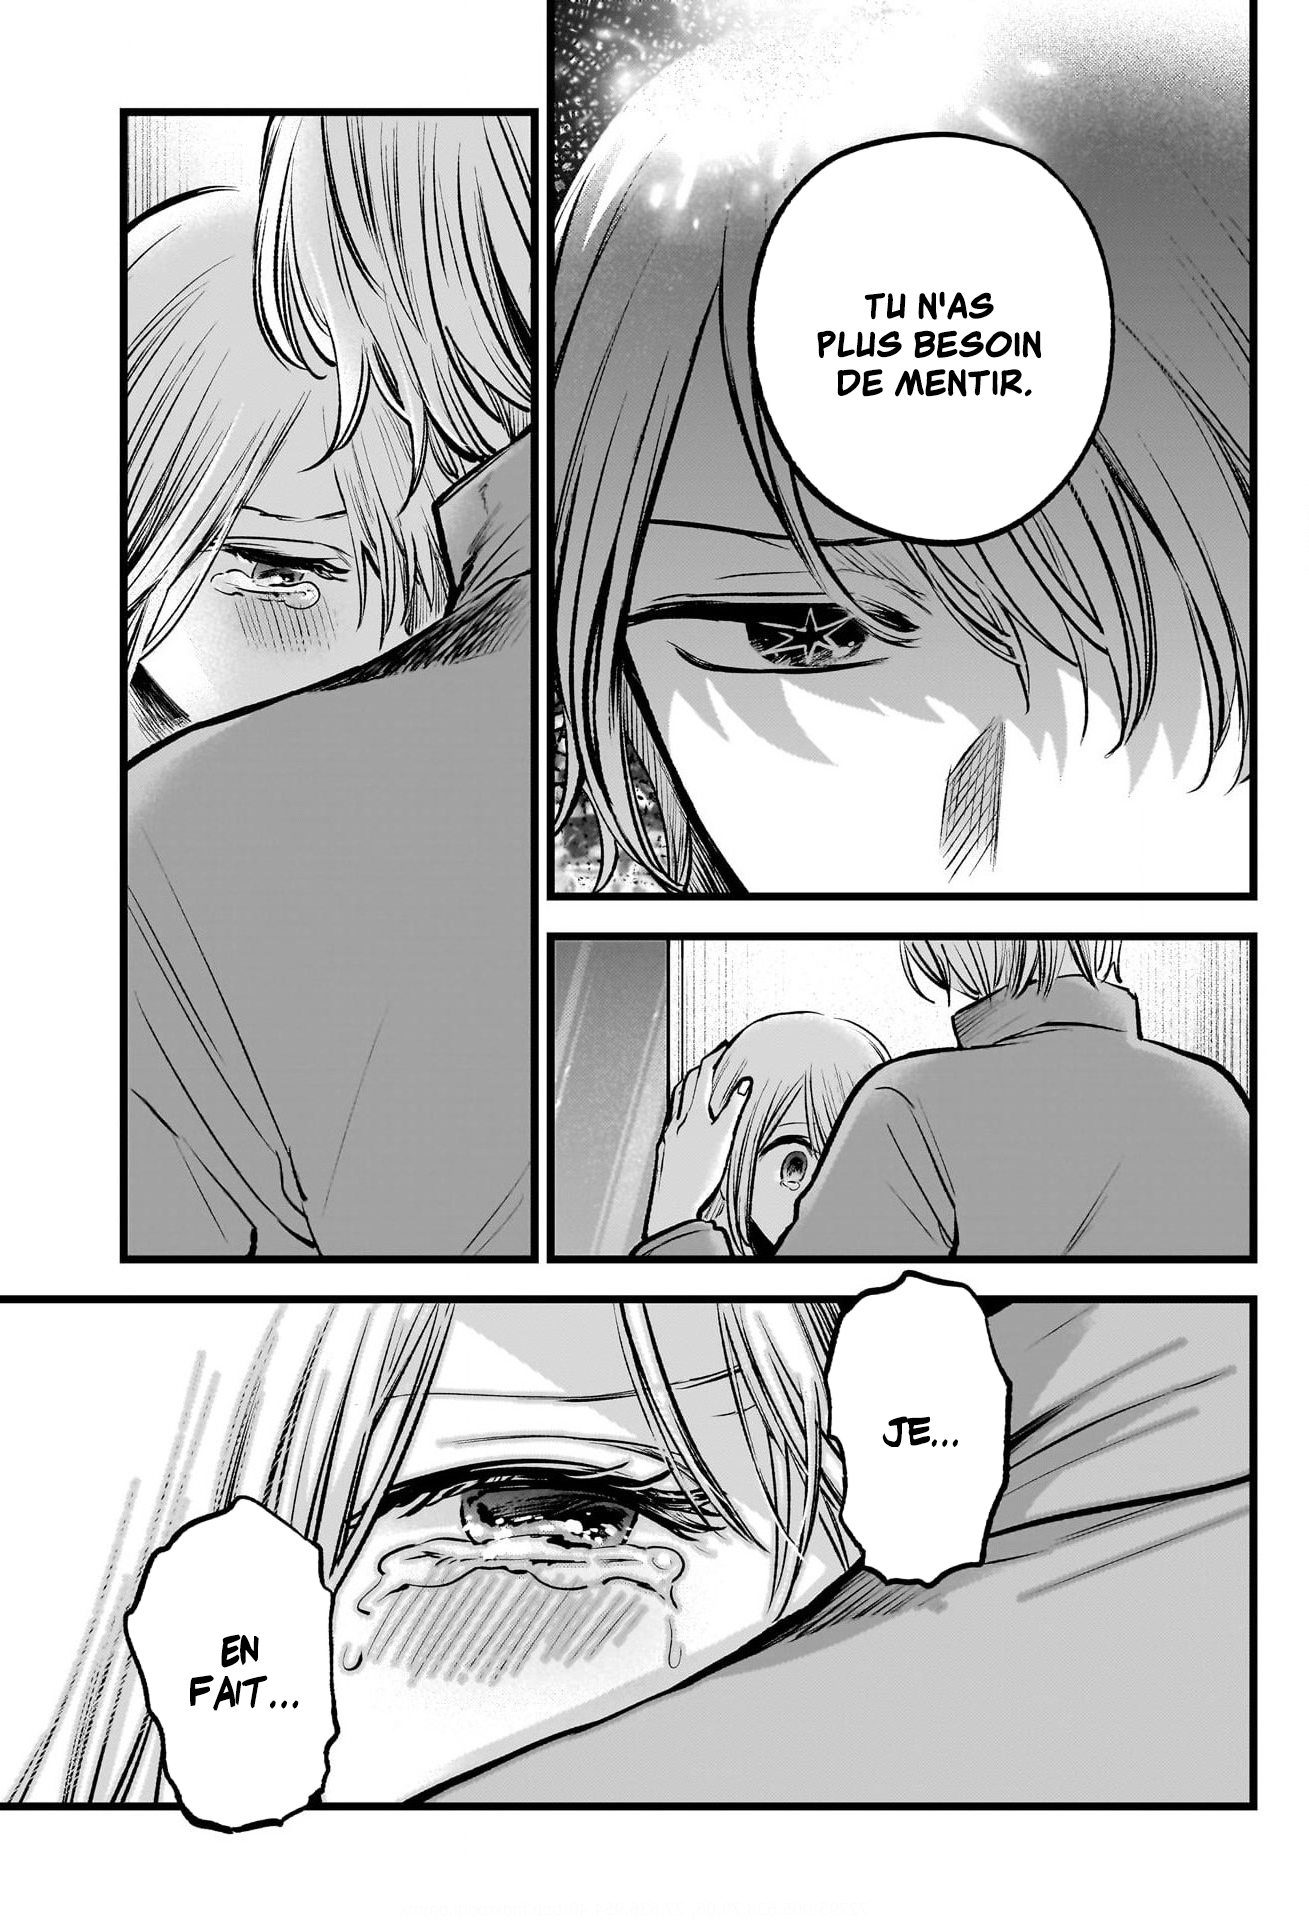 TU N'AS
PLUS BESOIN
DE MENTIR.
JE...
EN
FAIT...